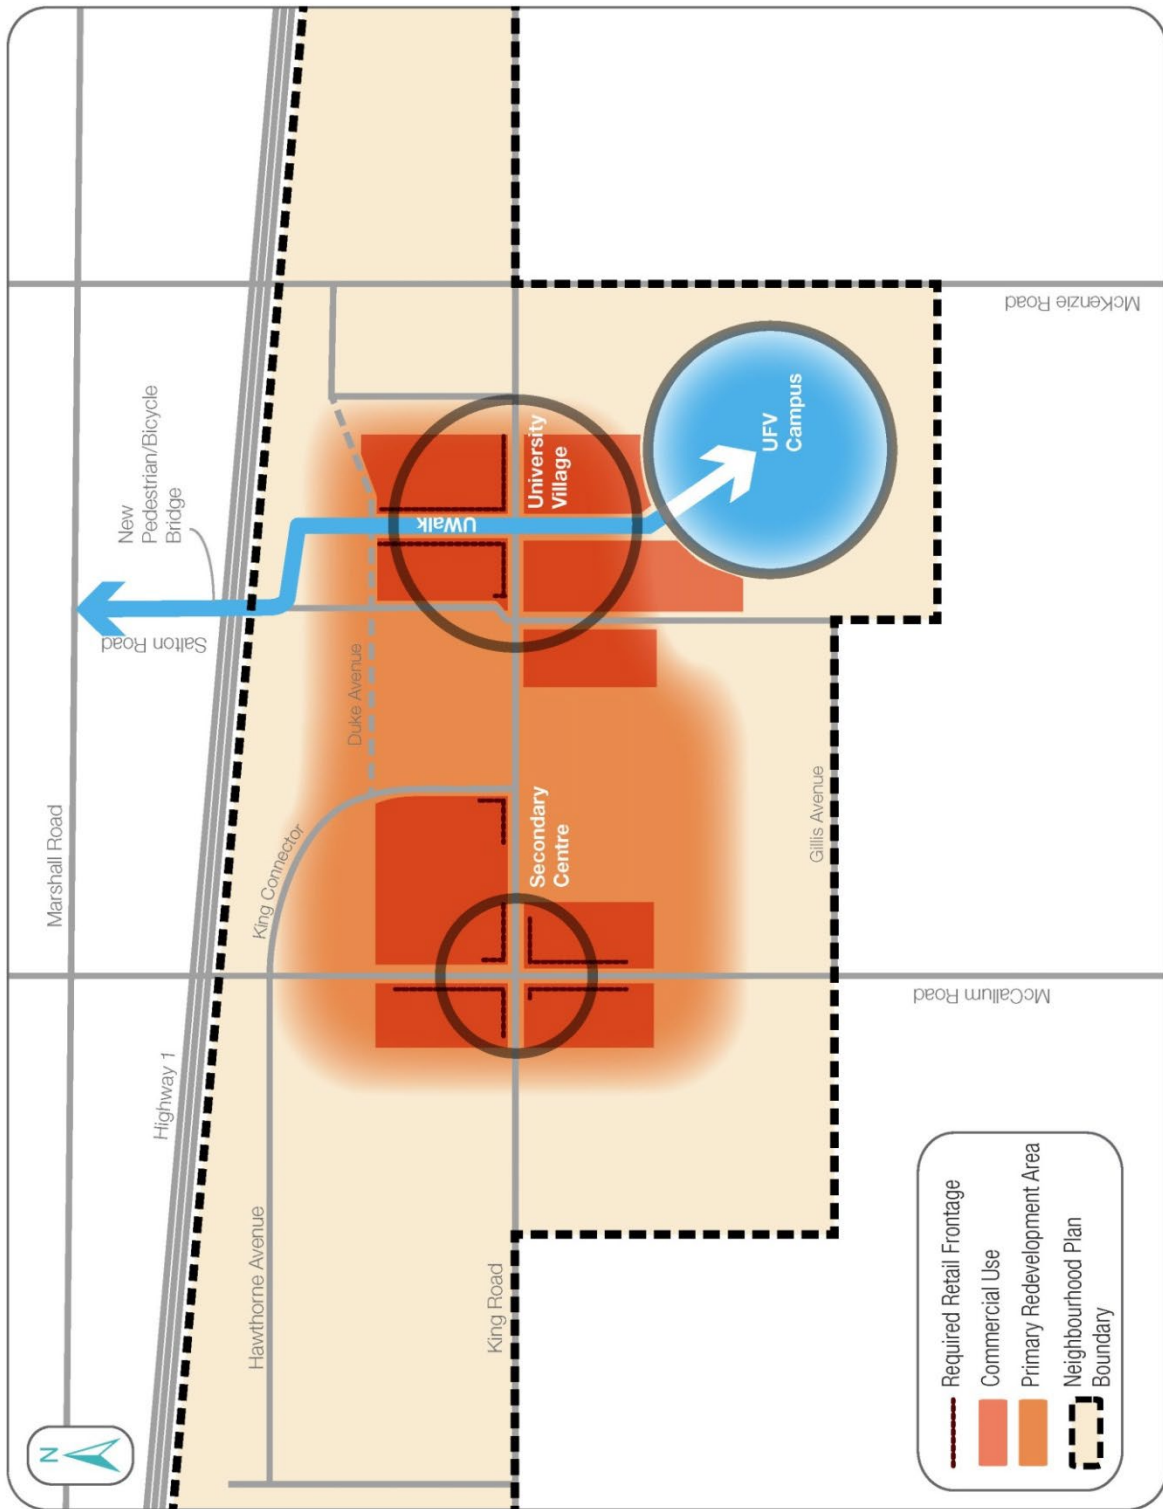 N
Marshall Road
Highway 1
Salton Road
New
Pedestrian/Bicycle
Bridge
Hawthorne Avenue
King Connector
Duke Avenue
UWalk
King Road
Secondary
Centre
University
Village
UFV
Campus
Gillis Avenue
McCallum Road
McKenzie Road
Required Retail Frontage
Commercial Use
Primary Redevelopment Area
Neighbourhood Plan
Boundary